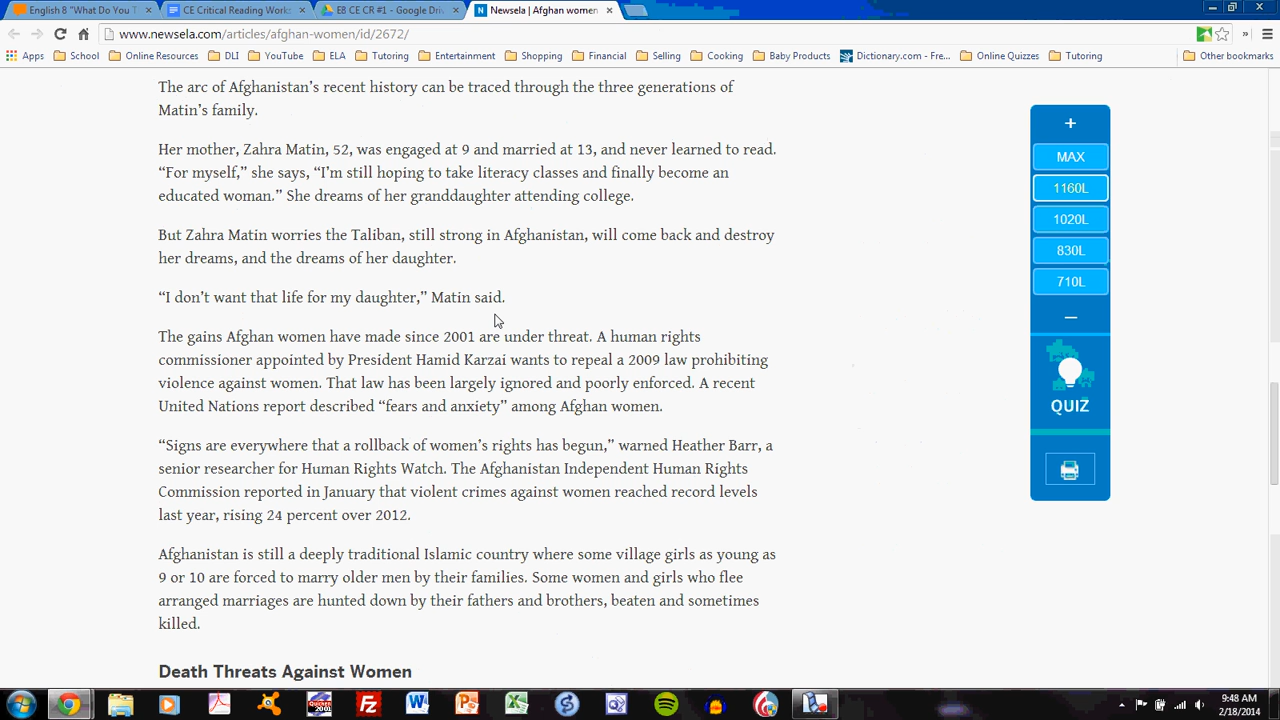 English 8 "What Do You T
CE Critical Reading Works
E8 CE CR #1 - Google Driv
Newsela | Afghan women
www.newsela.com/articles/afghan-women/id/2672/
Apps
School
Online Resources
DLI
YouTube
ELA
Tutoring
Entertainment
Shopping
Financial
Selling
Cooking
Baby Products
Dictionary.com - Fre...
Online Quizzes
Tutoring
Other bookmarks
The arc of Afghanistan’s recent history can be traced through the three generations of
Matin’s family.
Her mother, Zahra Matin, 52, was engaged at 9 and married at 13, and never learned to read.
“For myself,” she says, “I’m still hoping to take literacy classes and finally become an
educated woman.” She dreams of her granddaughter attending college.
But Zahra Matin worries the Taliban, still strong in Afghanistan, will come back and destroy
her dreams, and the dreams of her daughter.
“I don’t want that life for my daughter,” Matin said.
The gains Afghan women have made since 2001 are under threat. A human rights
commissioner appointed by President Hamid Karzai wants to repeal a 2009 law prohibiting
violence against women. That law has been largely ignored and poorly enforced. A recent
United Nations report described “fears and anxiety” among Afghan women.
“Signs are everywhere that a rollback of women’s rights has begun,” warned Heather Barr, a
senior researcher for Human Rights Watch. The Afghanistan Independent Human Rights
Commission reported in January that violent crimes against women reached record levels
last year, rising 24 percent over 2012.
Afghanistan is still a deeply traditional Islamic country where some village girls as young as
9 or 10 are forced to marry older men by their families. Some women and girls who flee
arranged marriages are hunted down by their fathers and brothers, beaten and sometimes
killed.
Death Threats Against Women
+
MAX
1160L
1020L
830L
710L
–
QUIZ
9:48 AM
2/18/2014